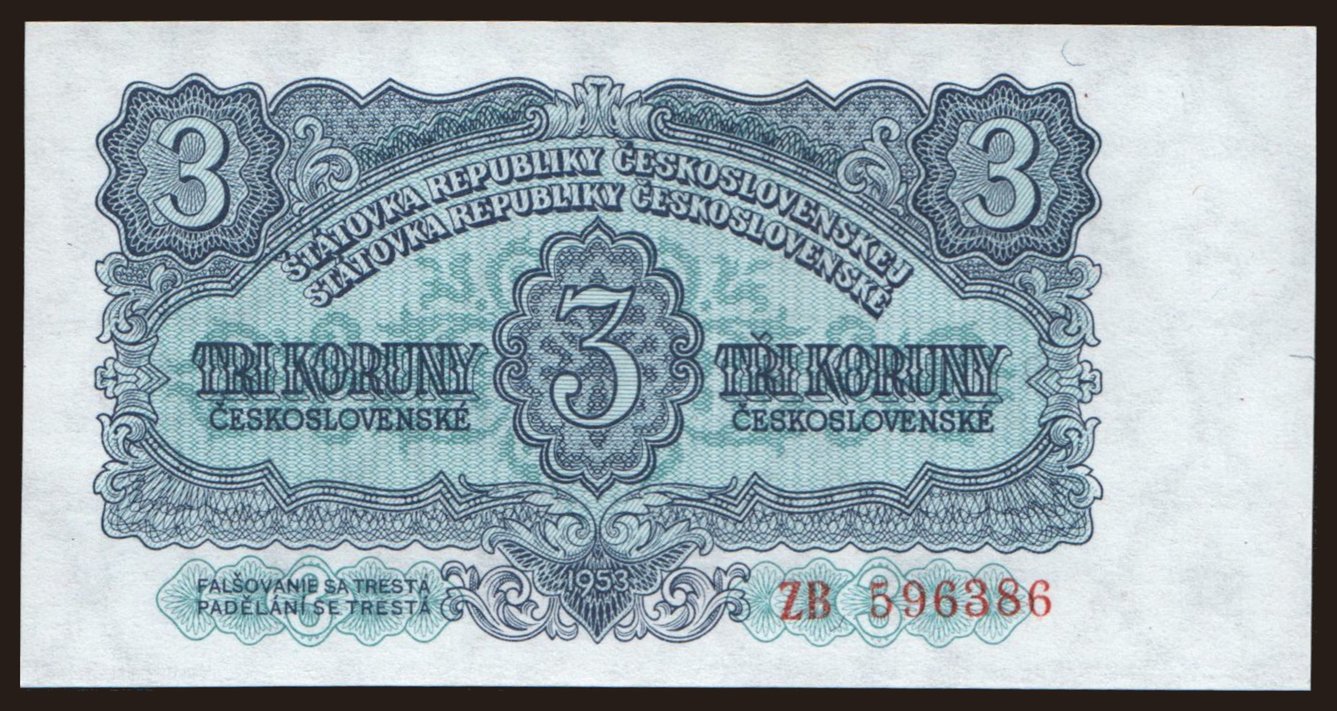 3 3
ŠTÁTOVKA REPUBLIKY ČESKOSLOVENSKEJ
STÁTOVKA REPUBLIKY ČESKOSLOVENSKÉ
3
TRI KORUNY TŘI KORUNY
ČESKOSLOVENSKÉ ČESKOSLOVENSKÉ
1953
FALŠOVANIE SA TRESTÁ
PADĚLÁNÍ SE TRESTÁ
ZB 596386